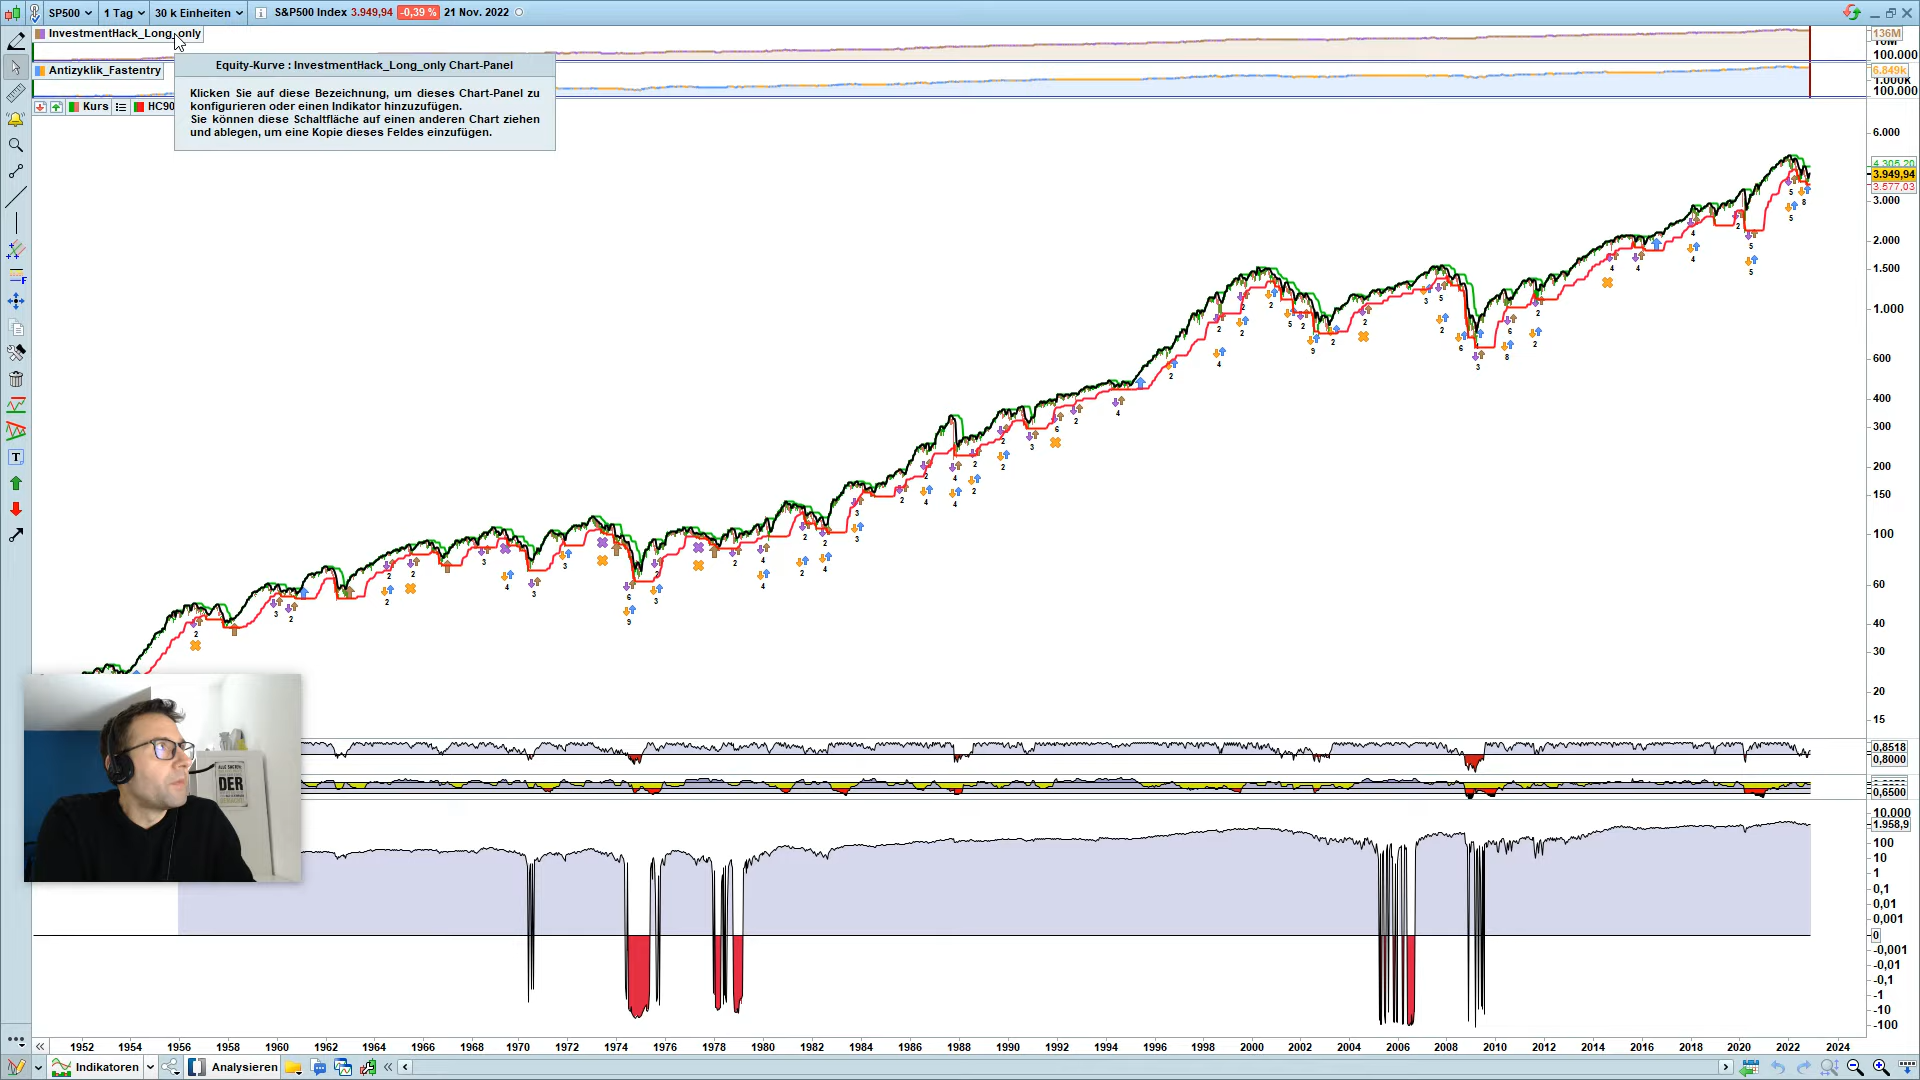 SP500
1 Tag
30 k Einheiten
S&P500 Index 3.949,94 -0,39 % 21 Nov. 2022
InvestmentHack_Long_only
136M
100.000
Antizyklik_Fastentry
6.849k
1.000k
100.000
Kurs
HC90
Equity-Kurve : InvestmentHack_Long_only Chart-Panel
Klicken Sie auf diese Bezeichnung, um dieses Chart-Panel zu
konfigurieren oder einen Indikator hinzuzufügen.
Sie können diese Schaltfläche auf einen anderen Chart ziehen
und ablegen, um eine Kopie dieses Feldes einzufügen.
6.000
4.305,20
3.949,94
3.577,03
3.000
2.000
1.500
1.000
600
400
300
200
150
100
60
40
30
20
15
0,8518
0,8000
0,6500
10.000
1.958,9
100
10
1
0,1
0,01
0,001
0
-0,001
-0,01
-0,1
-1
-10
-100
DER
1952 1954 1956 1958 1960 1962 1964 1966 1968 1970 1972 1974 1976 1978 1980 1982 1984 1986 1988 1990 1992 1994 1996 1998 2000 2002 2004 2006 2008 2010 2012 2014 2016 2018 2020 2022 2024
Indikatoren
Analysieren